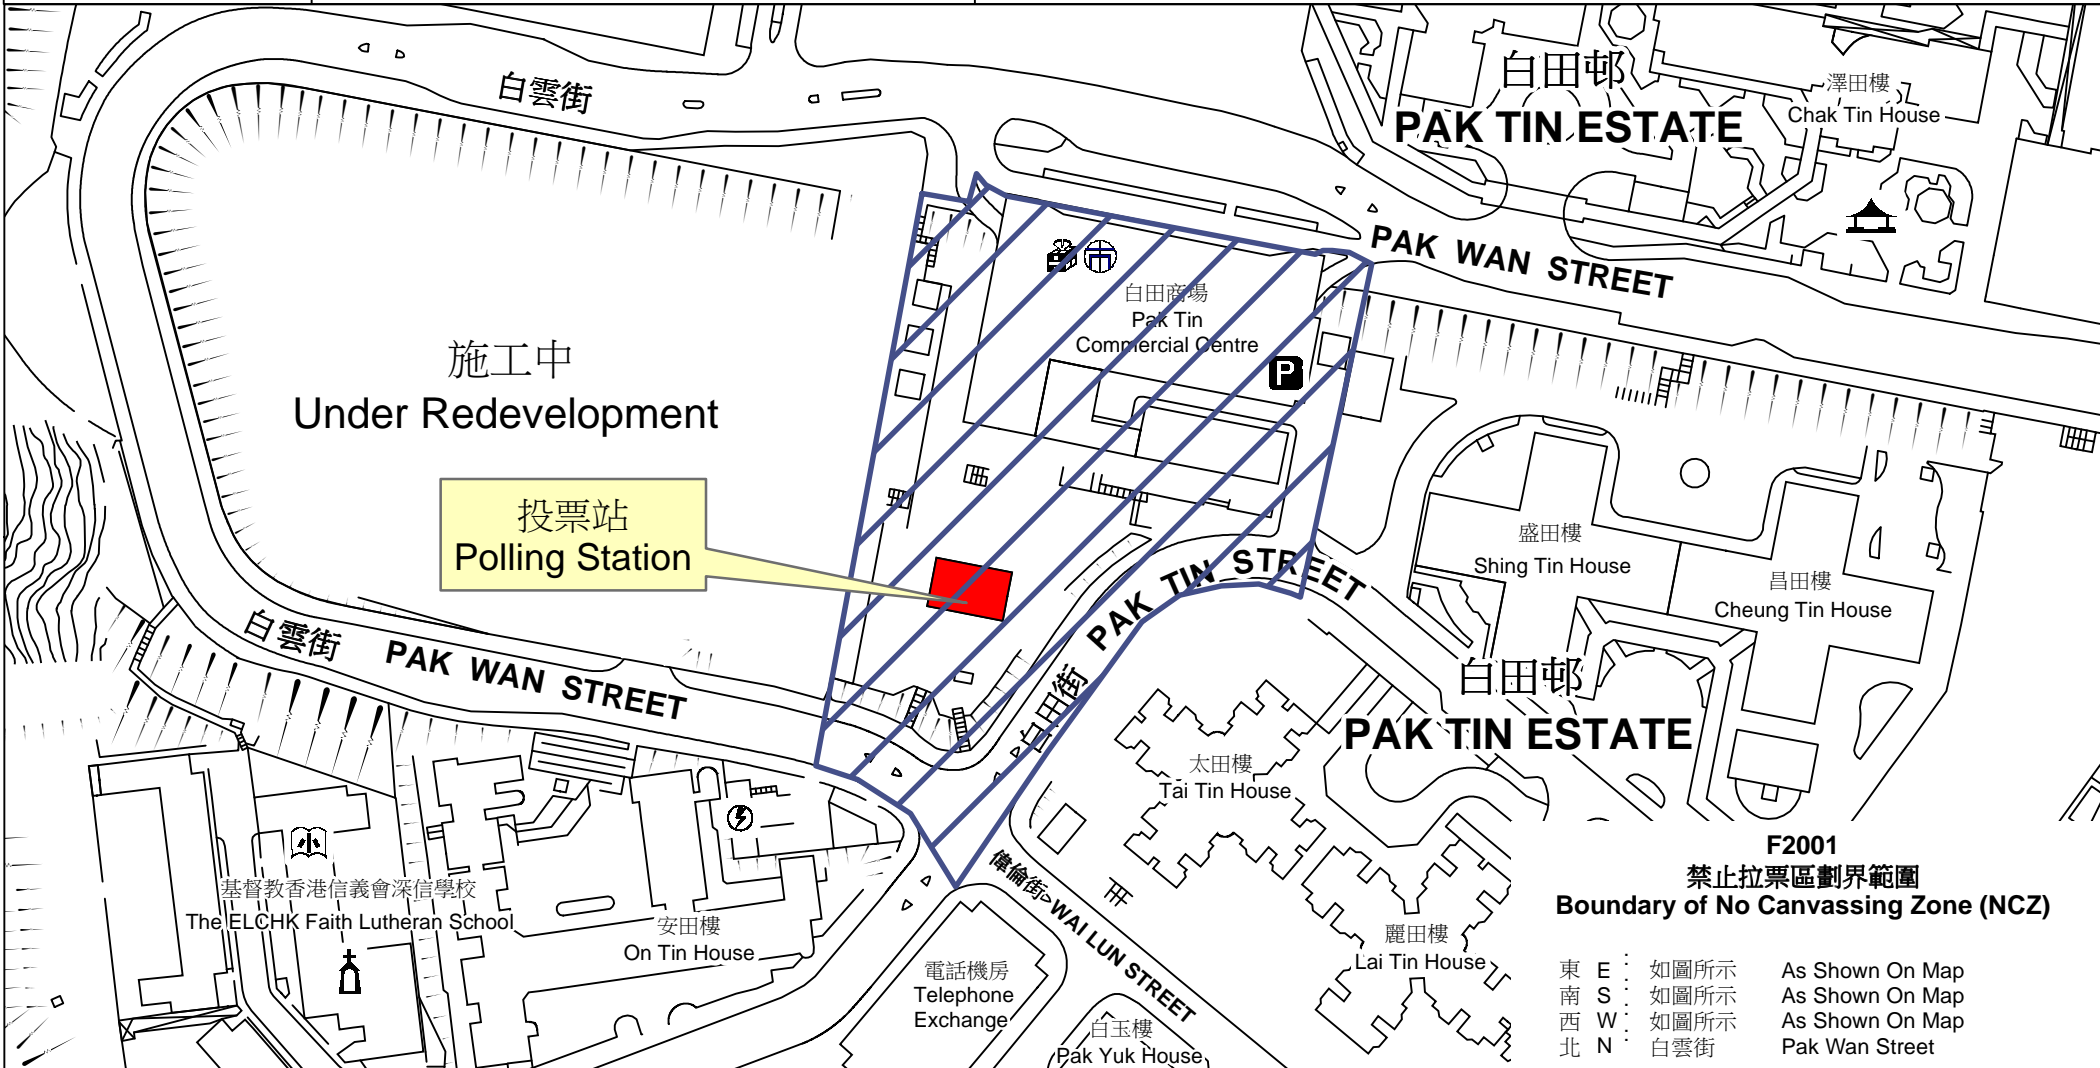 白雲街
白田邨
PAK TIN ESTATE
澤田樓
Chak Tin House
PAK WAN STREET
白田商場
Pak Tin
Commercial Centre
P
施工中
Under Redevelopment
投票站
Polling Station
盛田樓
Shing Tin House
昌田樓
Cheung Tin House
白田街 PAK TIN STREET
白雲街 PAK WAN STREET
白田邨
PAK TIN ESTATE
太田樓
Tai Tin House
基督教香港信義會深信學校
The ELCHK Faith Lutheran School
安田樓
On Tin House
偉倫街 WAI LUN STREET
電話機房
Telephone
Exchange
白玉樓
Pak Yuk House
麗田樓
Lai Tin House
F2001
禁止拉票區劃界範圍
Boundary of No Canvassing Zone (NCZ)
東 E : 如圖所示 As Shown On Map
南 S : 如圖所示 As Shown On Map
西 W : 如圖所示 As Shown On Map
北 N : 白雲街 Pak Wan Street